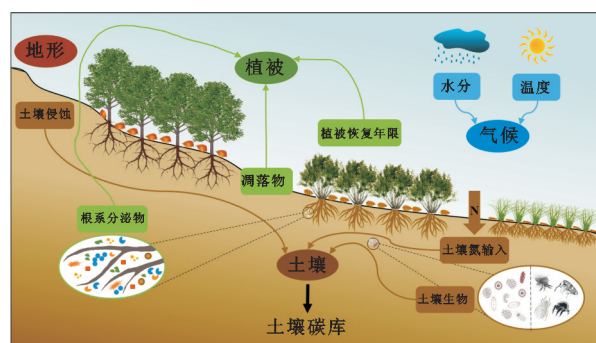 地形
植被
水分
温度
气候
土壤侵蚀
植被恢复年限
凋落物
根系分泌物
N
土壤氮输入
土壤
土壤生物
土壤碳库